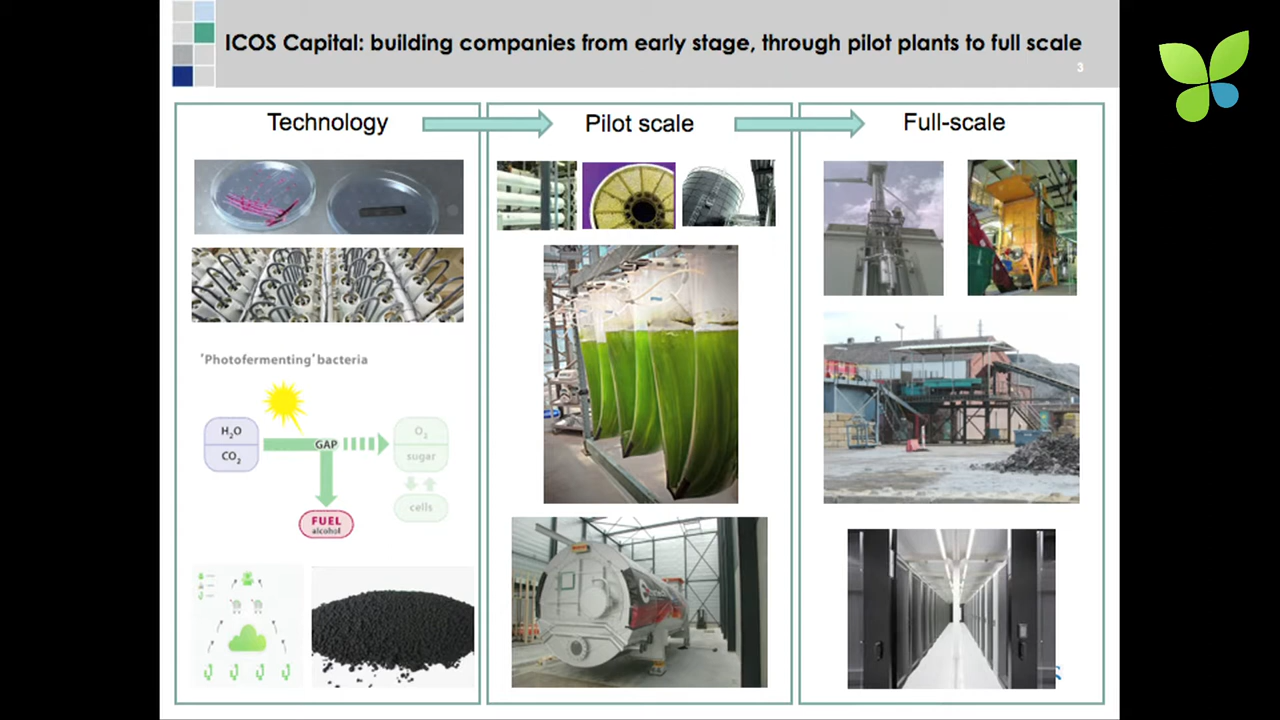 ICOS Capital: building companies from early stage, through pilot plants to full scale
3
Technology
Pilot scale
Full-scale
'Photofermenting' bacteria
H₂O
CO₂
GAP
O₂
sugar
cells
FUEL
alcohol